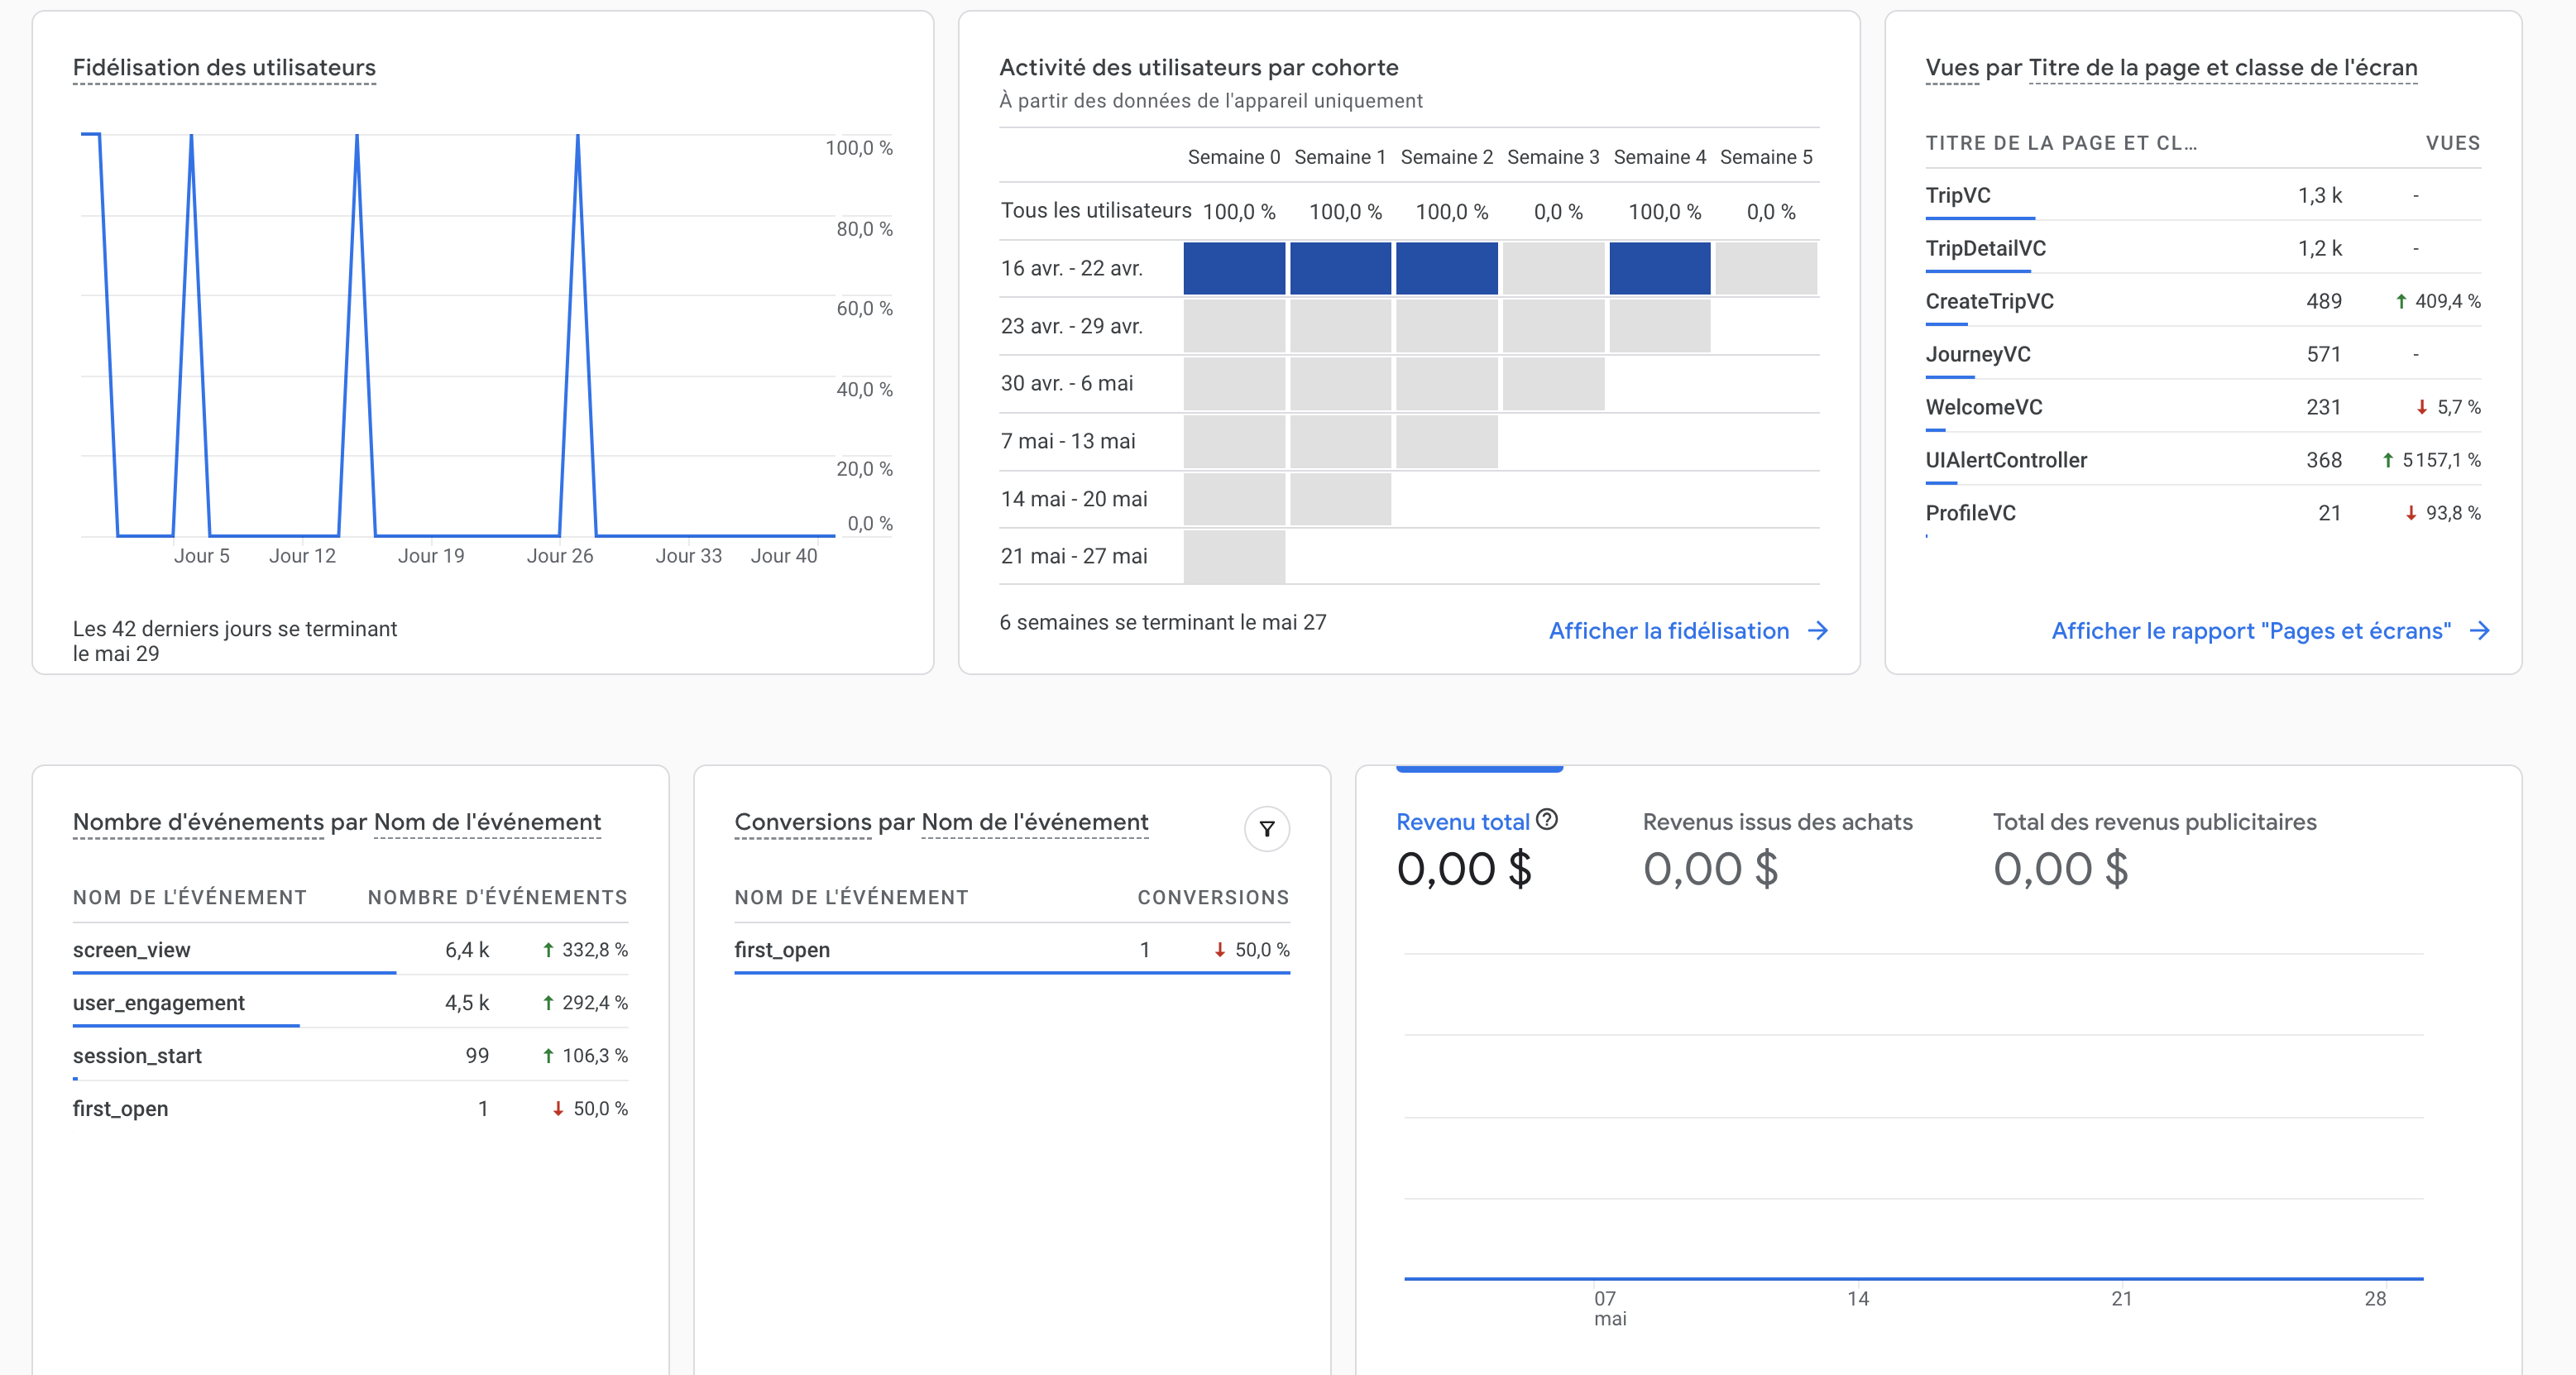 Fidélisation des utilisateurs
100,0 %
80,0 %
60,0 %
40,0 %
20,0 %
0,0 %
Jour 5 Jour 12 Jour 19 Jour 26 Jour 33 Jour 40
Les 42 derniers jours se terminant
le mai 29
Activité des utilisateurs par cohorte
À partir des données de l'appareil uniquement
Semaine 0 Semaine 1 Semaine 2 Semaine 3 Semaine 4 Semaine 5
Tous les utilisateurs 100,0 % 100,0 % 100,0 % 0,0 % 100,0 % 0,0 %
16 avr. - 22 avr.
23 avr. - 29 avr.
30 avr. - 6 mai
7 mai - 13 mai
14 mai - 20 mai
21 mai - 27 mai
6 semaines se terminant le mai 27
Afficher la fidélisation →
Vues par Titre de la page et classe de l'écran
TITRE DE LA PAGE ET CL… VUES
TripVC 1,3 k -
TripDetailVC 1,2 k -
CreateTripVC 489 ↑ 409,4 %
JourneyVC 571 -
WelcomeVC 231 ↓ 5,7 %
UIAlertController 368 ↑ 5 157,1 %
ProfileVC 21 ↓ 93,8 %
Afficher le rapport "Pages et écrans" →
Nombre d'événements par Nom de l'événement
NOM DE L'ÉVÉNEMENT NOMBRE D'ÉVÉNEMENTS
screen_view 6,4 k ↑ 332,8 %
user_engagement 4,5 k ↑ 292,4 %
session_start 99 ↑ 106,3 %
first_open 1 ↓ 50,0 %
Conversions par Nom de l'événement
NOM DE L'ÉVÉNEMENT CONVERSIONS
first_open 1 ↓ 50,0 %
Revenu total ? Revenus issus des achats Total des revenus publicitaires
0,00 $ 0,00 $ 0,00 $
07 14 21 28
mai